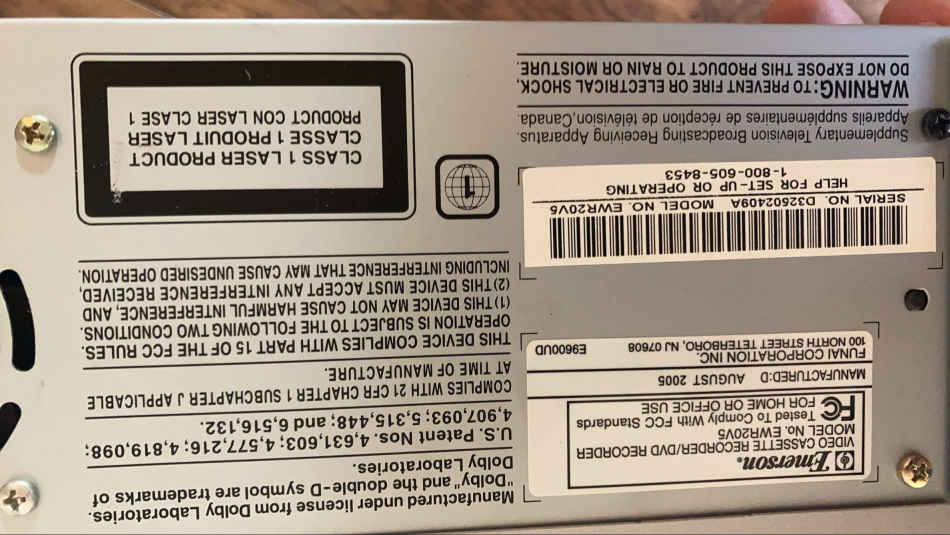 Emerson.
VIDEO CASSETTE RECORDER/DVD RECORDER
MODEL No. EWR20V5
FC Tested To Comply With FCC Standards
FOR HOME OR OFFICE USE
MANUFACTURED:D AUGUST 2005
FUNAI CORPORATION INC.
100 NORTH STREET TETERBORO, NJ 07608 E9600UD
SERIAL NO. D32502409A MODEL NO. EWR20V5
HELP FOR SET-UP OR OPERATING
1-800-605-8453
Supplementary Television Broadcasting Receiving Apparatus.
Appareils supplémentaires de réception de télévision,Canada.
WARNING: TO PREVENT FIRE OR ELECTRICAL SHOCK,
DO NOT EXPOSE THIS PRODUCT TO RAIN OR MOISTURE.
Manufactured under license from Dolby Laboratories.
"Dolby" and the double-D symbol are trademarks of
Dolby Laboratories.
U.S. Patent Nos. 4,631,603; 4,577,216; 4,819,098;
4,907,093; 5,315,448; and 6,516,132.
COMPLIES WITH 21 CFR CHAPTER 1 SUBCHAPTER J APPLICABLE
AT TIME OF MANUFACTURE.
THIS DEVICE COMPLIES WITH PART 15 OF THE FCC RULES.
OPERATION IS SUBJECT TO THE FOLLOWING TWO CONDITIONS.
(1) THIS DEVICE MAY NOT CAUSE HARMFUL INTERFERENCE, AND
(2) THIS DEVICE MUST ACCEPT ANY INTERFERENCE RECEIVED,
INCLUDING INTERFERENCE THAT MAY CAUSE UNDESIRED OPERATION.
1
CLASS 1 LASER PRODUCT
CLASSE 1 PRODUIT LASER
PRODUCT CON LASER CLASE 1